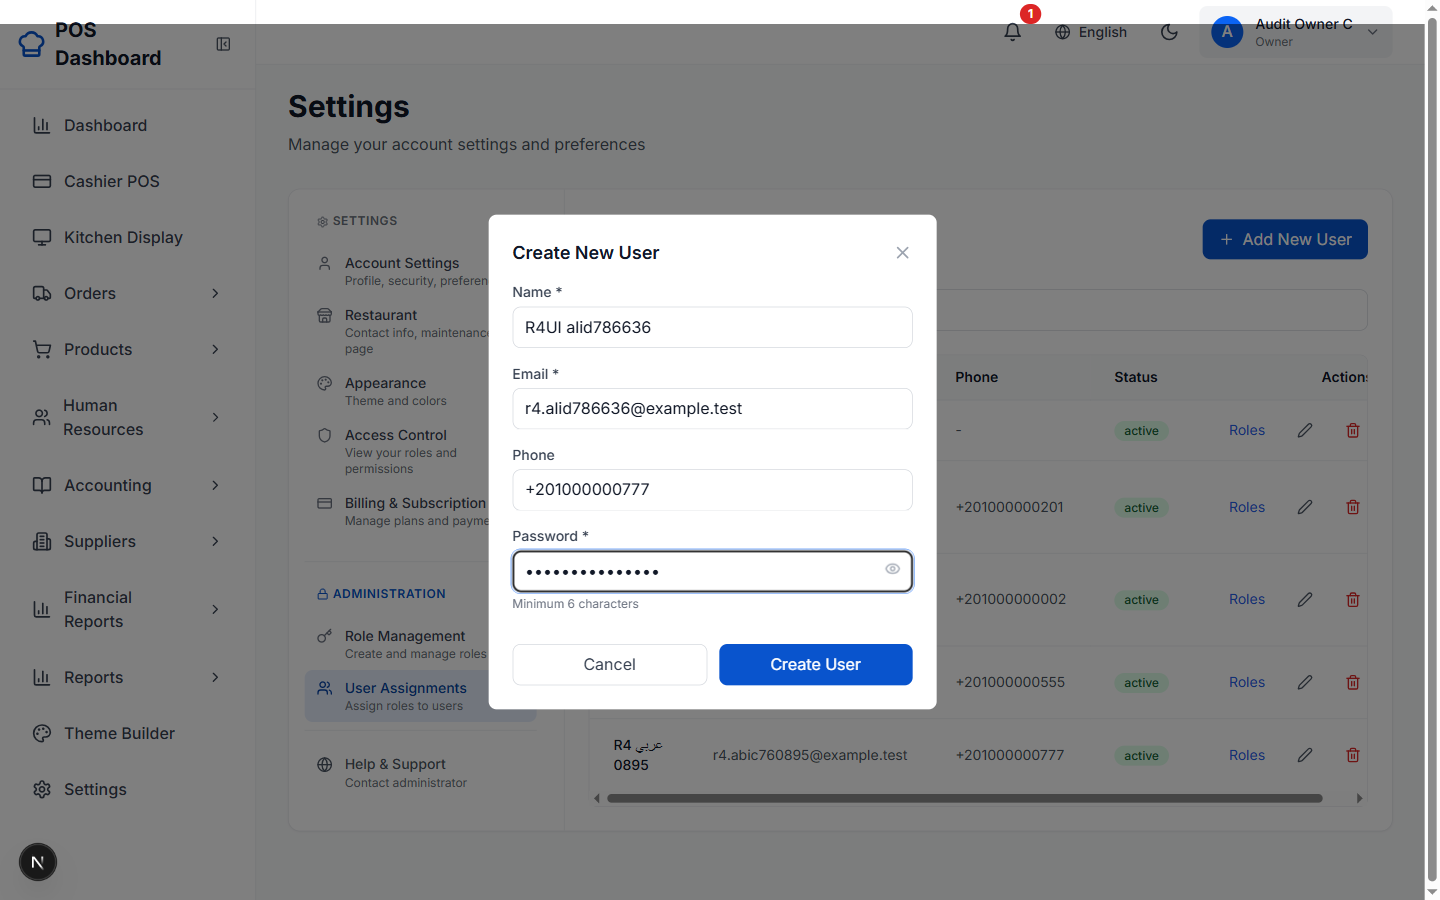 POS
Dashboard
1
English
A
Audit Owner C
Owner
Dashboard
Cashier POS
Kitchen Display
Orders
Products
Human
Resources
Accounting
Suppliers
Financial
Reports
Reports
Theme Builder
Settings
N
Settings
Manage your account settings and preferences
SETTINGS
Account Settings
Profile, security, preferen
Restaurant
Contact info, maintenance
page
Appearance
Theme and colors
Access Control
View your roles and
permissions
Billing & Subscription
Manage plans and payme
ADMINISTRATION
Role Management
Create and manage roles
User Assignments
Assign roles to users
Help & Support
Contact administrator
+ Add New User
Phone Status Actions
- active Roles
+201000000201 active Roles
+201000000002 active Roles
+201000000555 active Roles
R4 عربي
0895
r4.abic760895@example.test +201000000777 active Roles
Create New User
Name *
R4UI alid786636
Email *
r4.alid786636@example.test
Phone
+201000000777
Password *
•••••••••••••••
Minimum 6 characters
Cancel
Create User